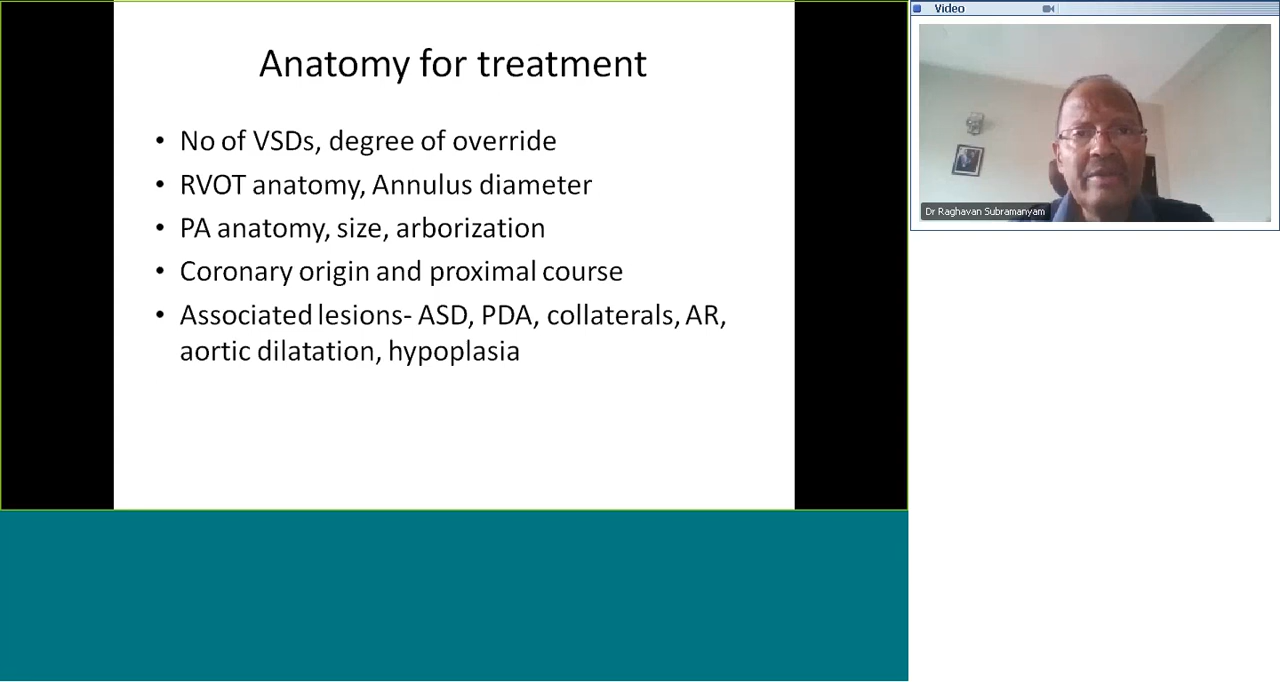 Anatomy for treatment
• No of VSDs, degree of override
• RVOT anatomy, Annulus diameter
• PA anatomy, size, arborization
• Coronary origin and proximal course
• Associated lesions- ASD, PDA, collaterals, AR,
aortic dilatation, hypoplasia
Video
Dr Raghavan Subramanyam